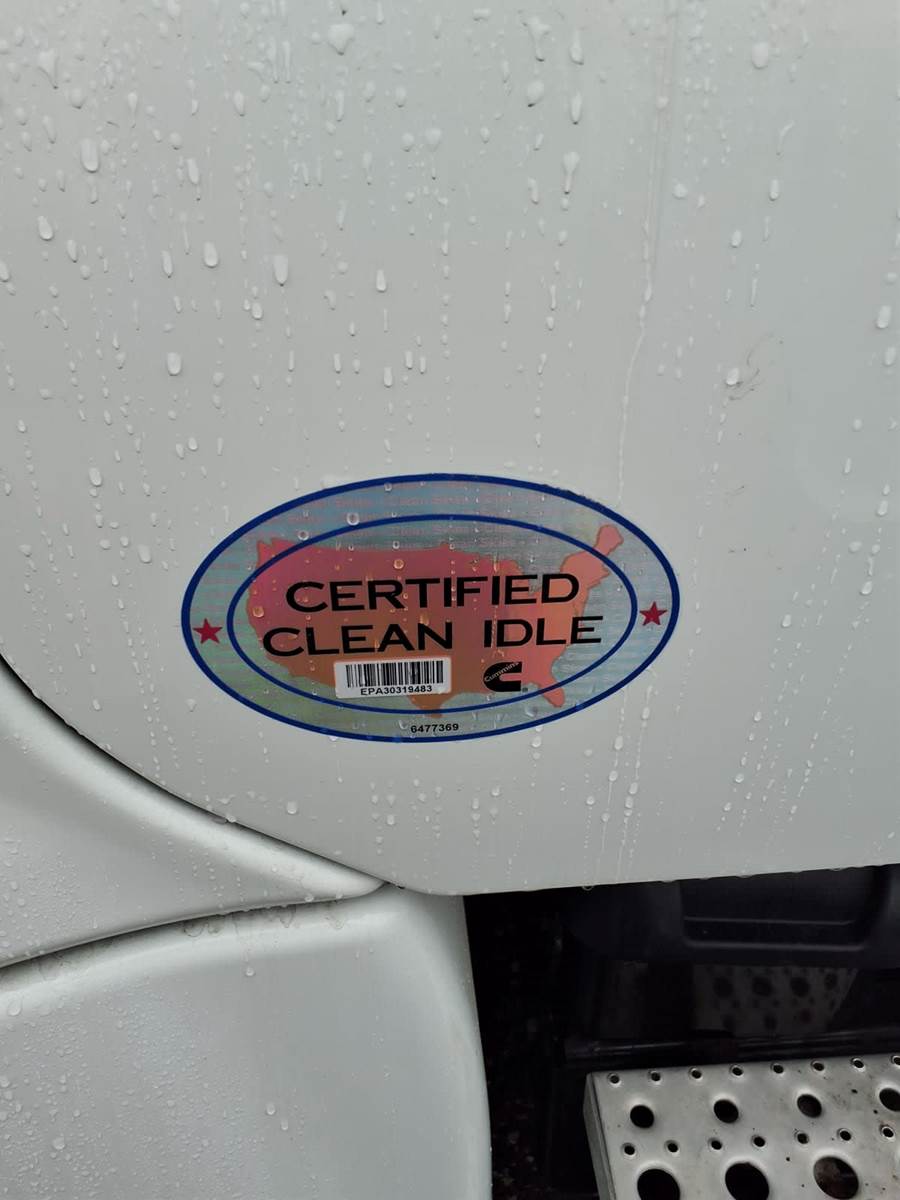 CERTIFIED
CLEAN IDLE
EPA30319483
Cummins
6477369